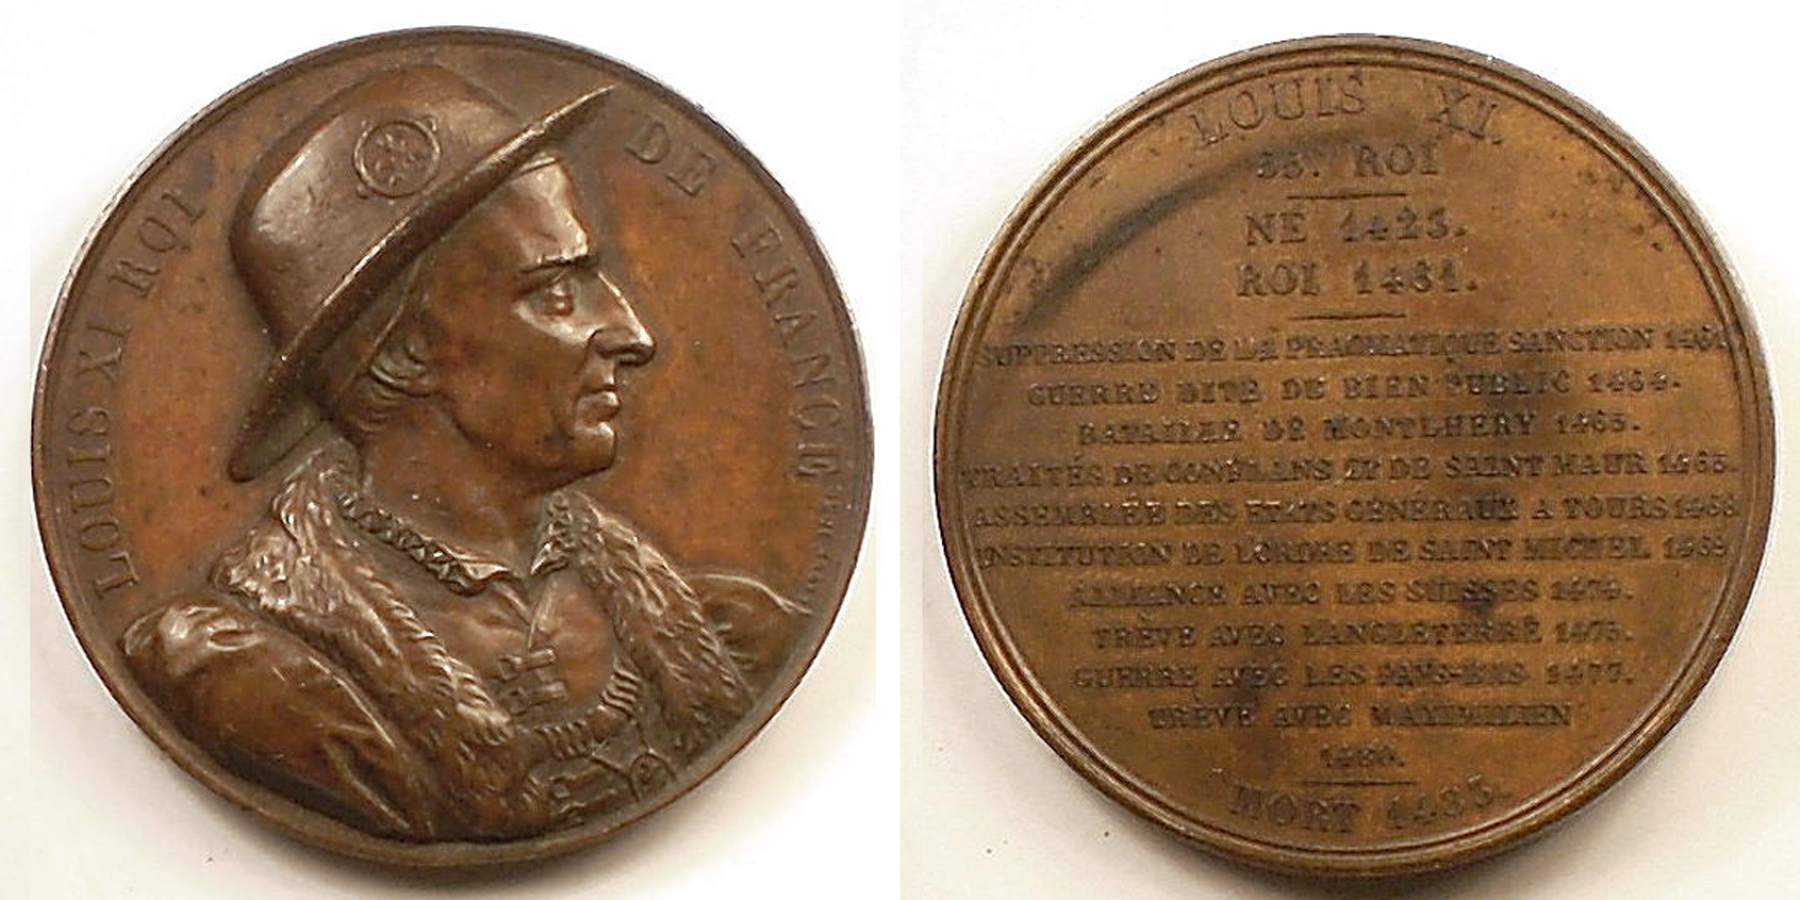 LOUIS XI ROI DE FRANCE
LOUIS XI.
ROI
NE 1423.
ROI 1461.
SUPPRESSION DE LA PRAGMATIQUE SANCTION 1461
GUERRE DITE DU BIEN PUBLIC 1464.
BATAILLE DE MONTLHERY 1465.
TRAITÉS DE CONFLANS ET DE SAINT MAUR 1465.
ASSEMBLÉE DES ETATS GÉNÉRAUX A TOURS 1468
INSTITUTION DE L'ORDRE DE SAINT MICHEL 1469
ALLIANCE AVEC LES SUISSES 1474.
TRÊVE AVEC L'ANGLETERRE 1475.
GUERRE AVEC LES PAYS-BAS 1477.
TRÊVE AVEC MAXIMILIEN
1480.
MORT 1483.